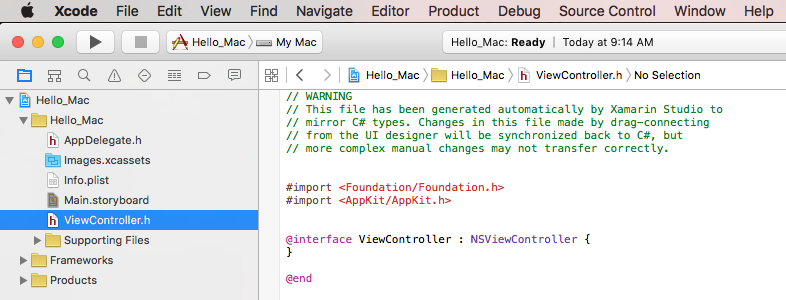 Xcode File Edit View Find Navigate Editor Product Debug Source Control Window Help
Hello_Mac My Mac
Hello_Mac: Ready | Today at 9:14 AM
Hello_Mac Hello_Mac ViewController.h No Selection
Hello_Mac
Hello_Mac
AppDelegate.h
Images.xcassets
Info.plist
Main.storyboard
ViewController.h
Supporting Files
Frameworks
Products
// WARNING
// This file has been generated automatically by Xamarin Studio to
// mirror C# types. Changes in this file made by drag-connecting
// from the UI designer will be synchronized back to C#, but
// more complex manual changes may not transfer correctly.
#import <Foundation/Foundation.h>
#import <AppKit/AppKit.h>
@interface ViewController : NSViewController {
}
@end